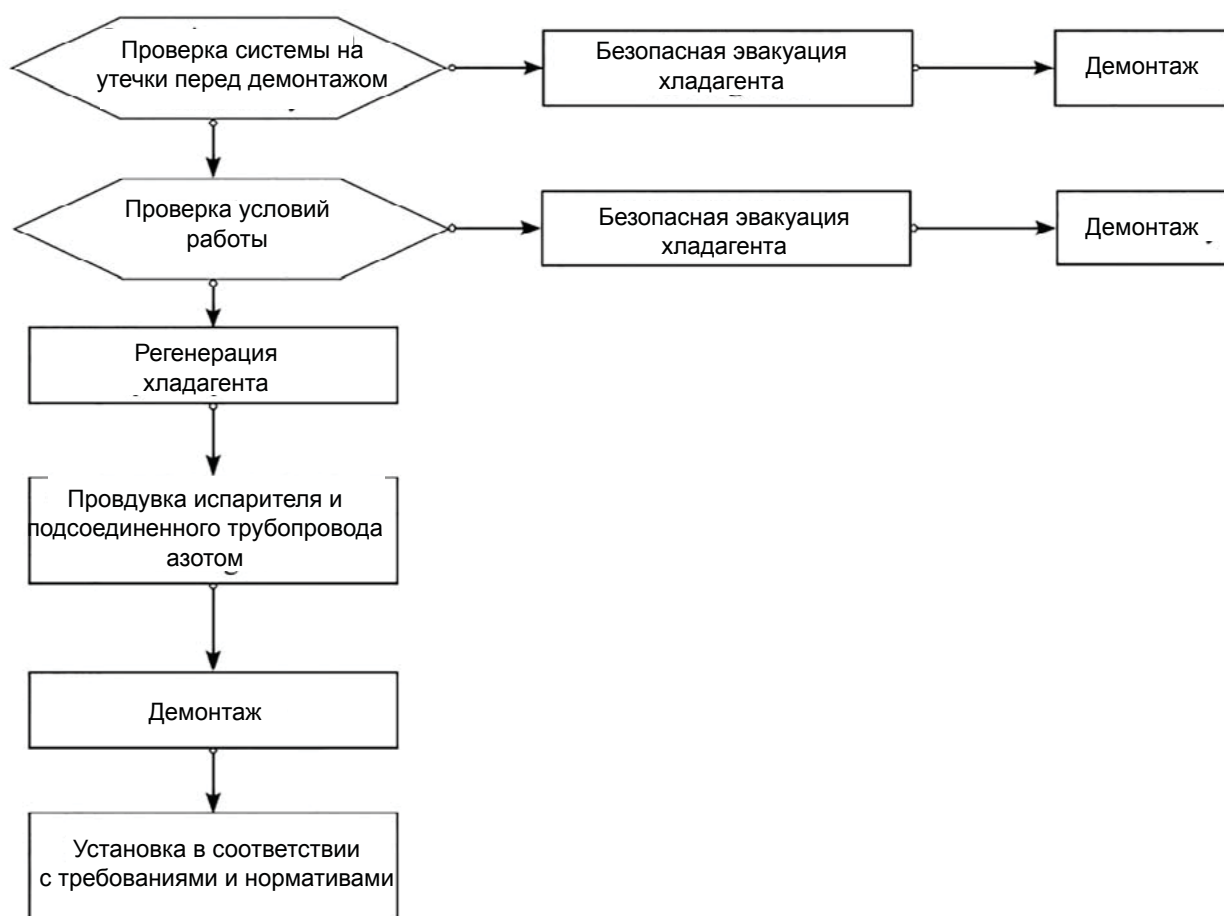 Проверка системы на
утечки перед демонтажом
Безопасная эвакуация
хладагента
Демонтаж
Проверка условий
работы
Безопасная эвакуация
хладагента
Демонтаж
Регенерация
хладагента
Провдувка испарителя и
подсоединенного трубопровода
азотом
Демонтаж
Установка в соответствии
с требованиями и нормативами